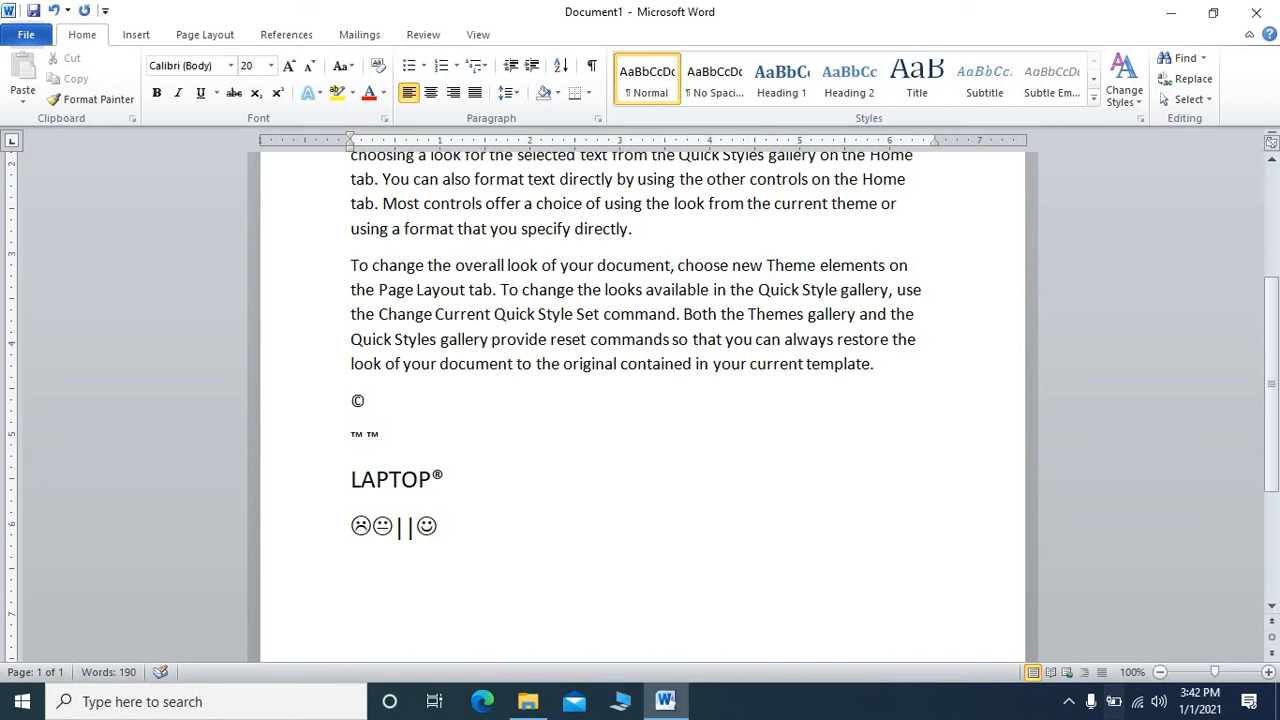 Document1 - Microsoft Word
File Home Insert Page Layout References Mailings Review View
Paste
Cut
Copy
Format Painter
Clipboard
Calibri (Body) 20
Font
Paragraph
AaBbCcDc AaBbCcDc AaBbCc AaBbCc AaB AaBbCcDc AaBbCcDc
¶ Normal ¶ No Spaci... Heading 1 Heading 2 Title Subtitle Subtle Em...
Change
Styles
Styles
Find
Replace
Select
Editing
choosing a look for the selected text from the Quick Styles gallery on the Home
tab. You can also format text directly by using the other controls on the Home
tab. Most controls offer a choice of using the look from the current theme or
using a format that you specify directly.
To change the overall look of your document, choose new Theme elements on
the Page Layout tab. To change the looks available in the Quick Style gallery, use
the Change Current Quick Style Set command. Both the Themes gallery and the
Quick Styles gallery provide reset commands so that you can always restore the
look of your document to the original contained in your current template.
©
™ ™
LAPTOP®
☹😐||☺
Page: 1 of 1 Words: 190 100%
Type here to search
3:42 PM
1/1/2021